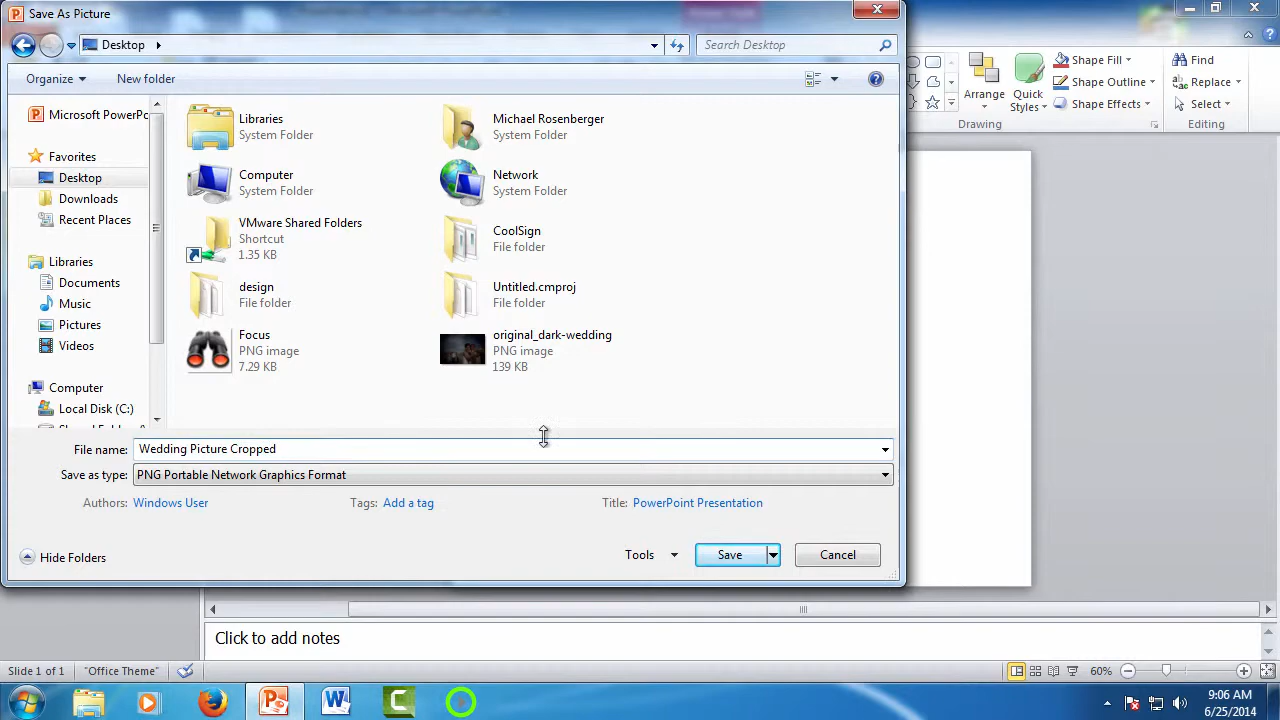 Save As Picture
Desktop
Search Desktop
Organize
New folder
Microsoft PowerPo
Favorites
Desktop
Downloads
Recent Places
Libraries
Documents
Music
Pictures
Videos
Computer
Local Disk (C:)
Libraries
System Folder
Michael Rosenberger
System Folder
Computer
System Folder
Network
System Folder
VMware Shared Folders
Shortcut
1.35 KB
CoolSign
File folder
design
File folder
Untitled.cmproj
File folder
Focus
PNG image
7.29 KB
original_dark-wedding
PNG image
139 KB
File name: Wedding Picture Cropped
Save as type: PNG Portable Network Graphics Format
Authors: Windows User
Tags: Add a tag
Title: PowerPoint Presentation
Hide Folders
Tools
Save
Cancel
Arrange
Quick
Styles
Shape Fill
Shape Outline
Shape Effects
Drawing
Find
Replace
Select
Editing
Click to add notes
Slide 1 of 1
"Office Theme"
60%
9:06 AM
6/25/2014